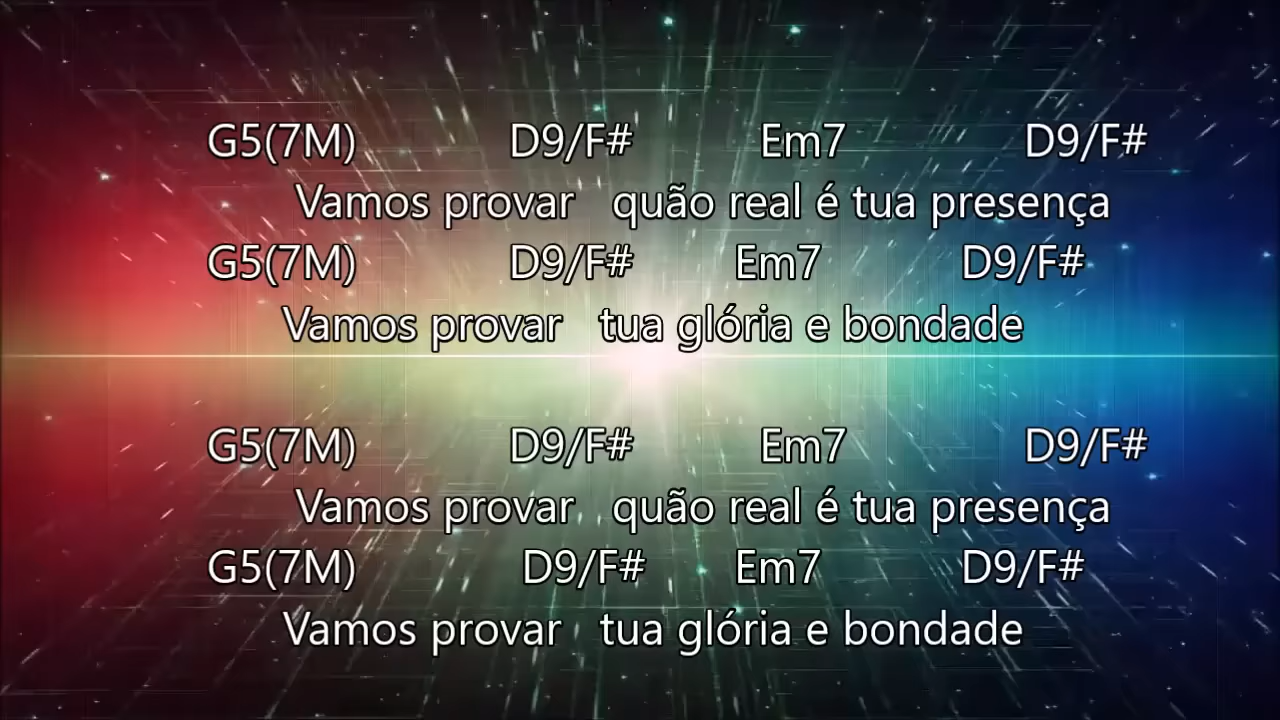 G5(7M) D9/F# Em7 D9/F#
Vamos provar quão real é tua presença
G5(7M) D9/F# Em7 D9/F#
Vamos provar tua glória e bondade
G5(7M) D9/F# Em7 D9/F#
Vamos provar quão real é tua presença
G5(7M) D9/F# Em7 D9/F#
Vamos provar tua glória e bondade